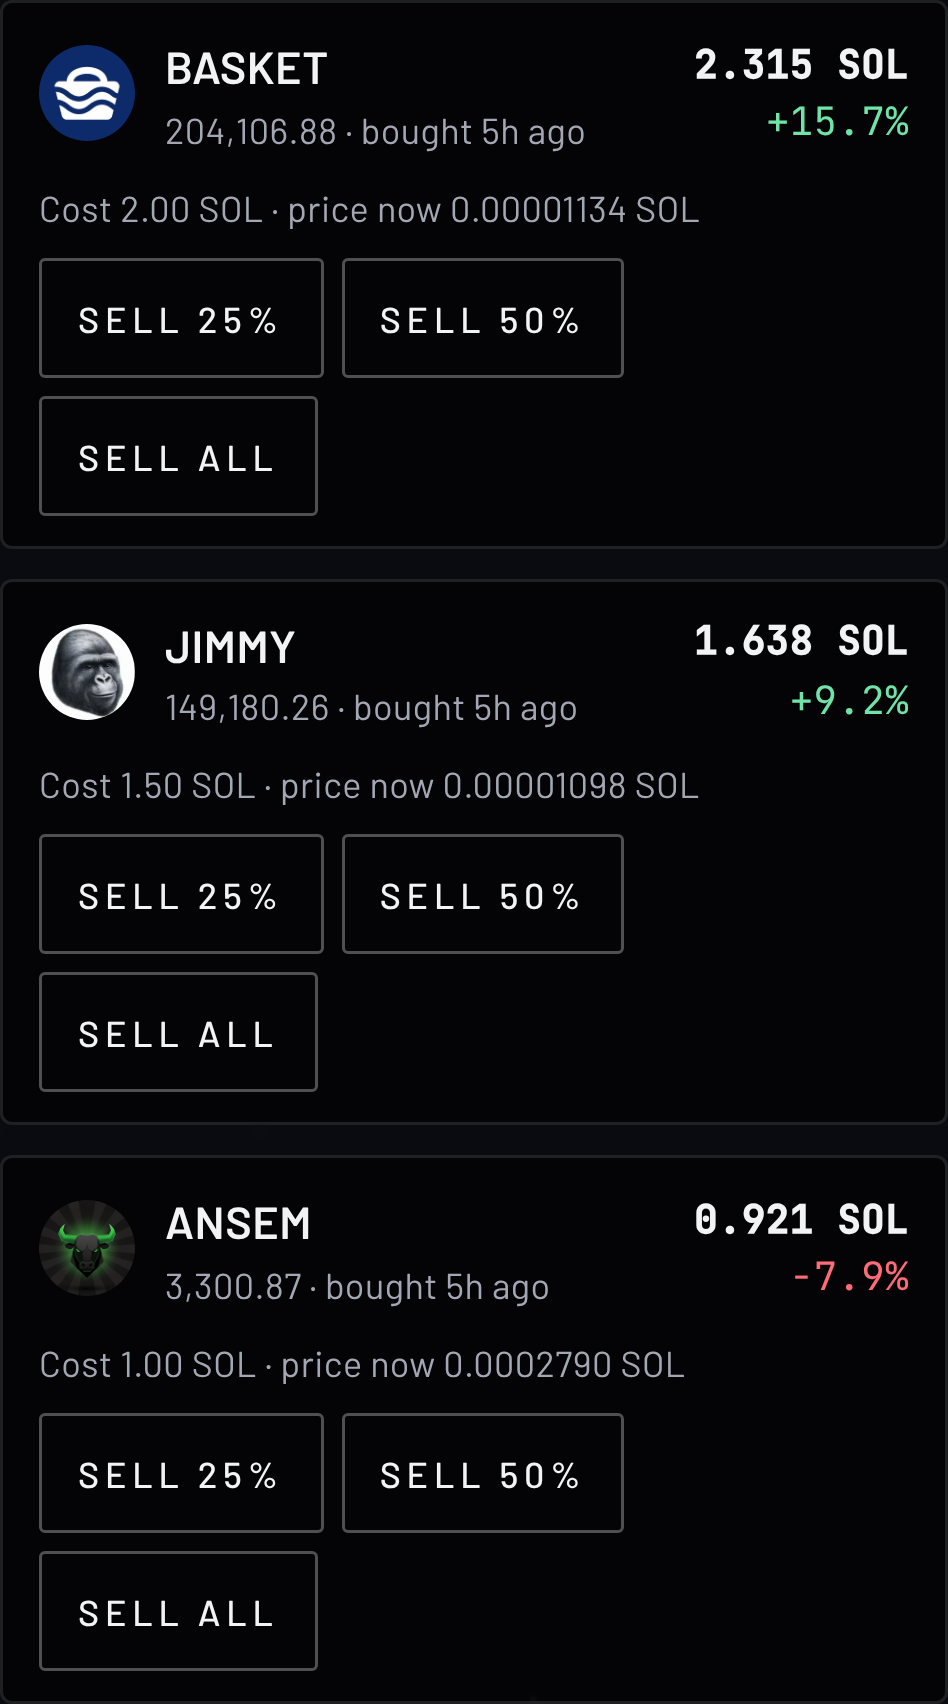 BASKET
2.315 SOL
204,106.88 · bought 5h ago
+15.7%
Cost 2.00 SOL · price now 0.00001134 SOL
SELL 25%
SELL 50%
SELL ALL
JIMMY
1.638 SOL
149,180.26 · bought 5h ago
+9.2%
Cost 1.50 SOL · price now 0.00001098 SOL
SELL 25%
SELL 50%
SELL ALL
ANSEM
0.921 SOL
3,300.87 · bought 5h ago
-7.9%
Cost 1.00 SOL · price now 0.0002790 SOL
SELL 25%
SELL 50%
SELL ALL